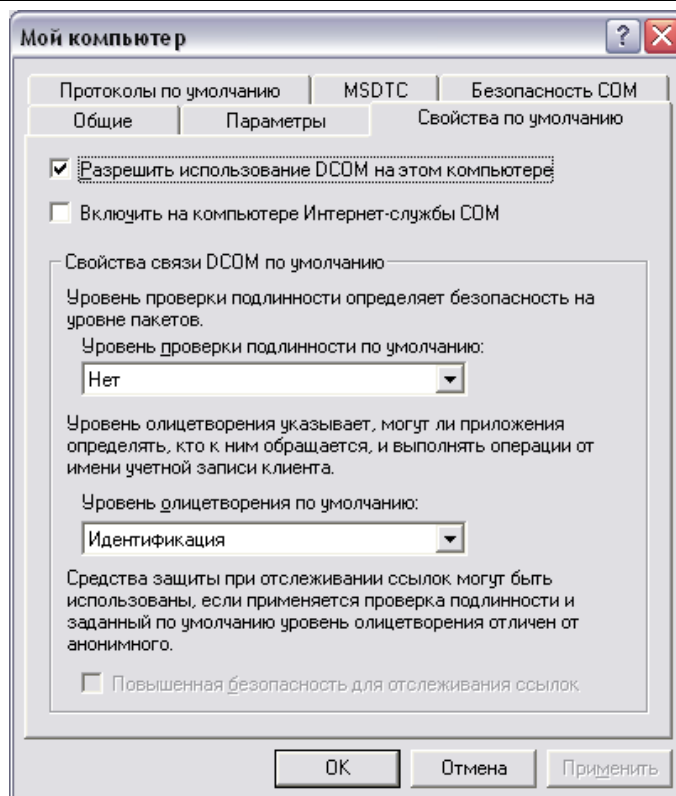 Мой компьютер
Протоколы по умолчанию MSDTC Безопасность COM
Общие Параметры Свойства по умолчанию
Разрешить использование DCOM на этом компьютере
Включить на компьютере Интернет-службы COM
Свойства связи DCOM по умолчанию
Уровень проверки подлинности определяет безопасность на
уровне пакетов.
Уровень проверки подлинности по умолчанию:
Нет
Уровень олицетворения указывает, могут ли приложения
определять, кто к ним обращается, и выполнять операции от
имени учетной записи клиента.
Уровень олицетворения по умолчанию:
Идентификация
Средства защиты при отслеживании ссылок могут быть
использованы, если применяется проверка подлинности и
заданный по умолчанию уровень олицетворения отличен от
анонимного.
Повышенная безопасность для отслеживания ссылок
OK Отмена Применить